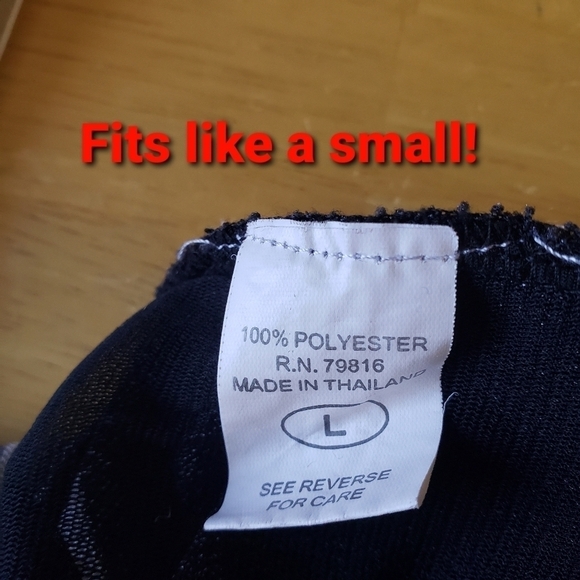 Fits like a small!
100% POLYESTER
R.N. 79816
MADE IN THAILAND
L
SEE REVERSE
FOR CARE